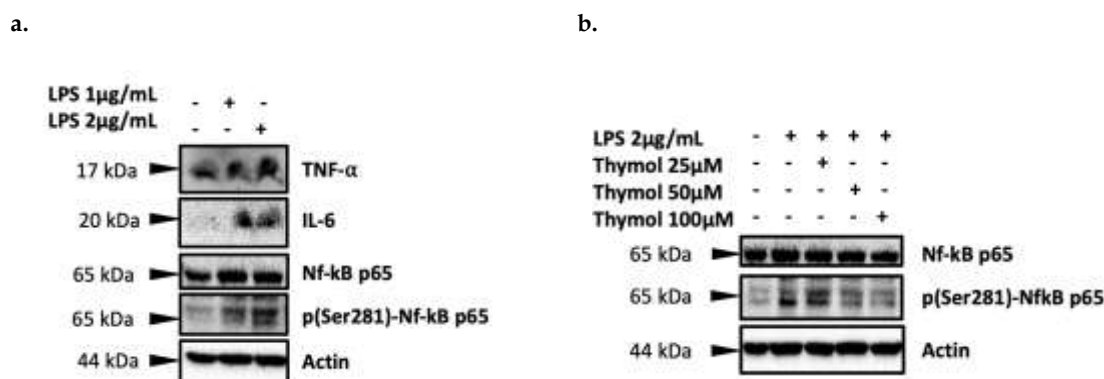 a.
LPS 1µg/mL - + -
LPS 2µg/mL - - +
17 kDa TNF-α
20 kDa IL-6
65 kDa Nf-kB p65
65 kDa p(Ser281)-Nf-kB p65
44 kDa Actin
b.
LPS 2µg/mL - + + + +
Thymol 25µM - - + - -
Thymol 50µM - - - + -
Thymol 100µM - - - - +
65 kDa Nf-kB p65
65 kDa p(Ser281)-NfkB p65
44 kDa Actin